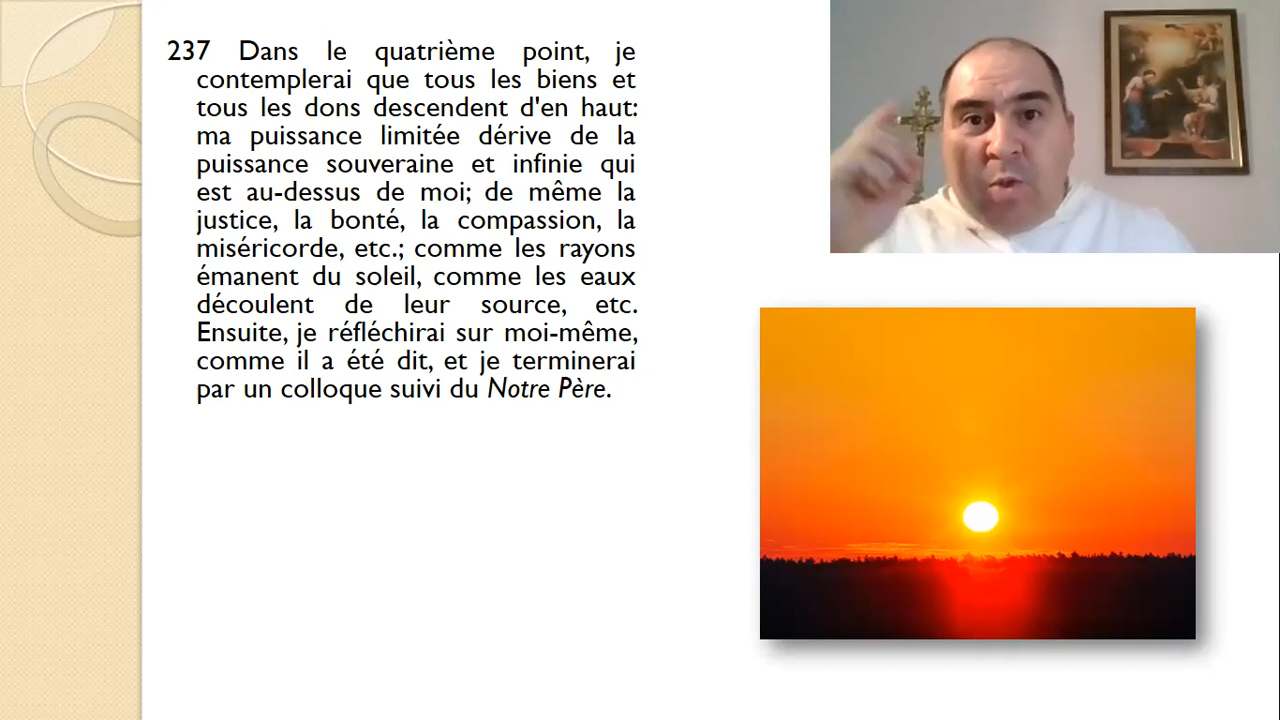 237 Dans le quatrième point, je
contemplerai que tous les biens et
tous les dons descendent d'en haut:
ma puissance limitée dérive de la
puissance souveraine et infinie qui
est au-dessus de moi; de même la
justice, la bonté, la compassion, la
miséricorde, etc.; comme les rayons
émanent du soleil, comme les eaux
découlent de leur source, etc.
Ensuite, je réfléchirai sur moi-même,
comme il a été dit, et je terminerai
par un colloque suivi du Notre Père.